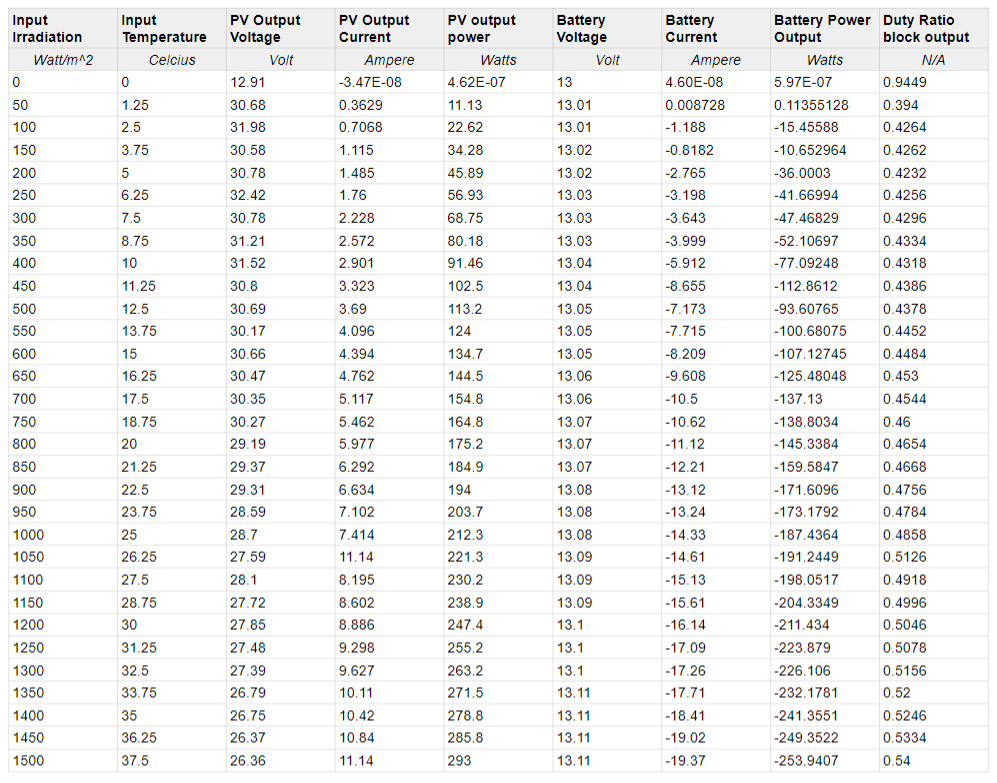 Input Irradiation Input Temperature PV Output Voltage PV Output Current PV output power Battery Voltage Battery Current Battery Power Output Duty Ratio block output
Watt/m^2 Celcius Volt Ampere Watts Volt Ampere Watts N/A
0 0 12.91 -3.47E-08 4.62E-07 13 4.60E-08 5.97E-07 0.9449
50 1.25 30.68 0.3629 11.13 13.01 0.008728 0.11355128 0.394
100 2.5 31.98 0.7068 22.62 13.01 -1.188 -15.45588 0.4264
150 3.75 30.58 1.115 34.28 13.02 -0.8182 -10.652964 0.4262
200 5 30.78 1.485 45.89 13.02 -2.765 -36.0003 0.4232
250 6.25 32.42 1.76 56.93 13.03 -3.198 -41.66994 0.4256
300 7.5 30.78 2.228 68.75 13.03 -3.643 -47.46829 0.4296
350 8.75 31.21 2.572 80.18 13.03 -3.999 -52.10697 0.4334
400 10 31.52 2.901 91.46 13.04 -5.912 -77.09248 0.4318
450 11.25 30.8 3.323 102.5 13.04 -8.655 -112.8612 0.4386
500 12.5 30.69 3.69 113.2 13.05 -7.173 -93.60765 0.4378
550 13.75 30.17 4.096 124 13.05 -7.715 -100.68075 0.4452
600 15 30.66 4.394 134.7 13.05 -8.209 -107.12745 0.4484
650 16.25 30.47 4.762 144.5 13.06 -9.608 -125.48048 0.453
700 17.5 30.35 5.117 154.8 13.06 -10.5 -137.13 0.4544
750 18.75 30.27 5.462 164.8 13.07 -10.62 -138.8034 0.46
800 20 29.19 5.977 175.2 13.07 -11.12 -145.3384 0.4654
850 21.25 29.37 6.292 184.9 13.07 -12.21 -159.5847 0.4668
900 22.5 29.31 6.634 194 13.08 -13.12 -171.6096 0.4756
950 23.75 28.59 7.102 203.7 13.08 -13.24 -173.1792 0.4784
1000 25 28.7 7.414 212.3 13.08 -14.33 -187.4364 0.4858
1050 26.25 27.59 11.14 221.3 13.09 -14.61 -191.2449 0.5126
1100 27.5 28.1 8.195 230.2 13.09 -15.13 -198.0517 0.4918
1150 28.75 27.72 8.602 238.9 13.09 -15.61 -204.3349 0.4996
1200 30 27.85 8.886 247.4 13.1 -16.14 -211.434 0.5046
1250 31.25 27.48 9.298 255.2 13.1 -17.09 -223.879 0.5078
1300 32.5 27.39 9.627 263.2 13.1 -17.26 -226.106 0.5156
1350 33.75 26.79 10.11 271.5 13.11 -17.71 -232.1781 0.52
1400 35 26.75 10.42 278.8 13.11 -18.41 -241.3551 0.5246
1450 36.25 26.37 10.84 285.8 13.11 -19.02 -249.3522 0.5334
1500 37.5 26.36 11.14 293 13.11 -19.37 -253.9407 0.54